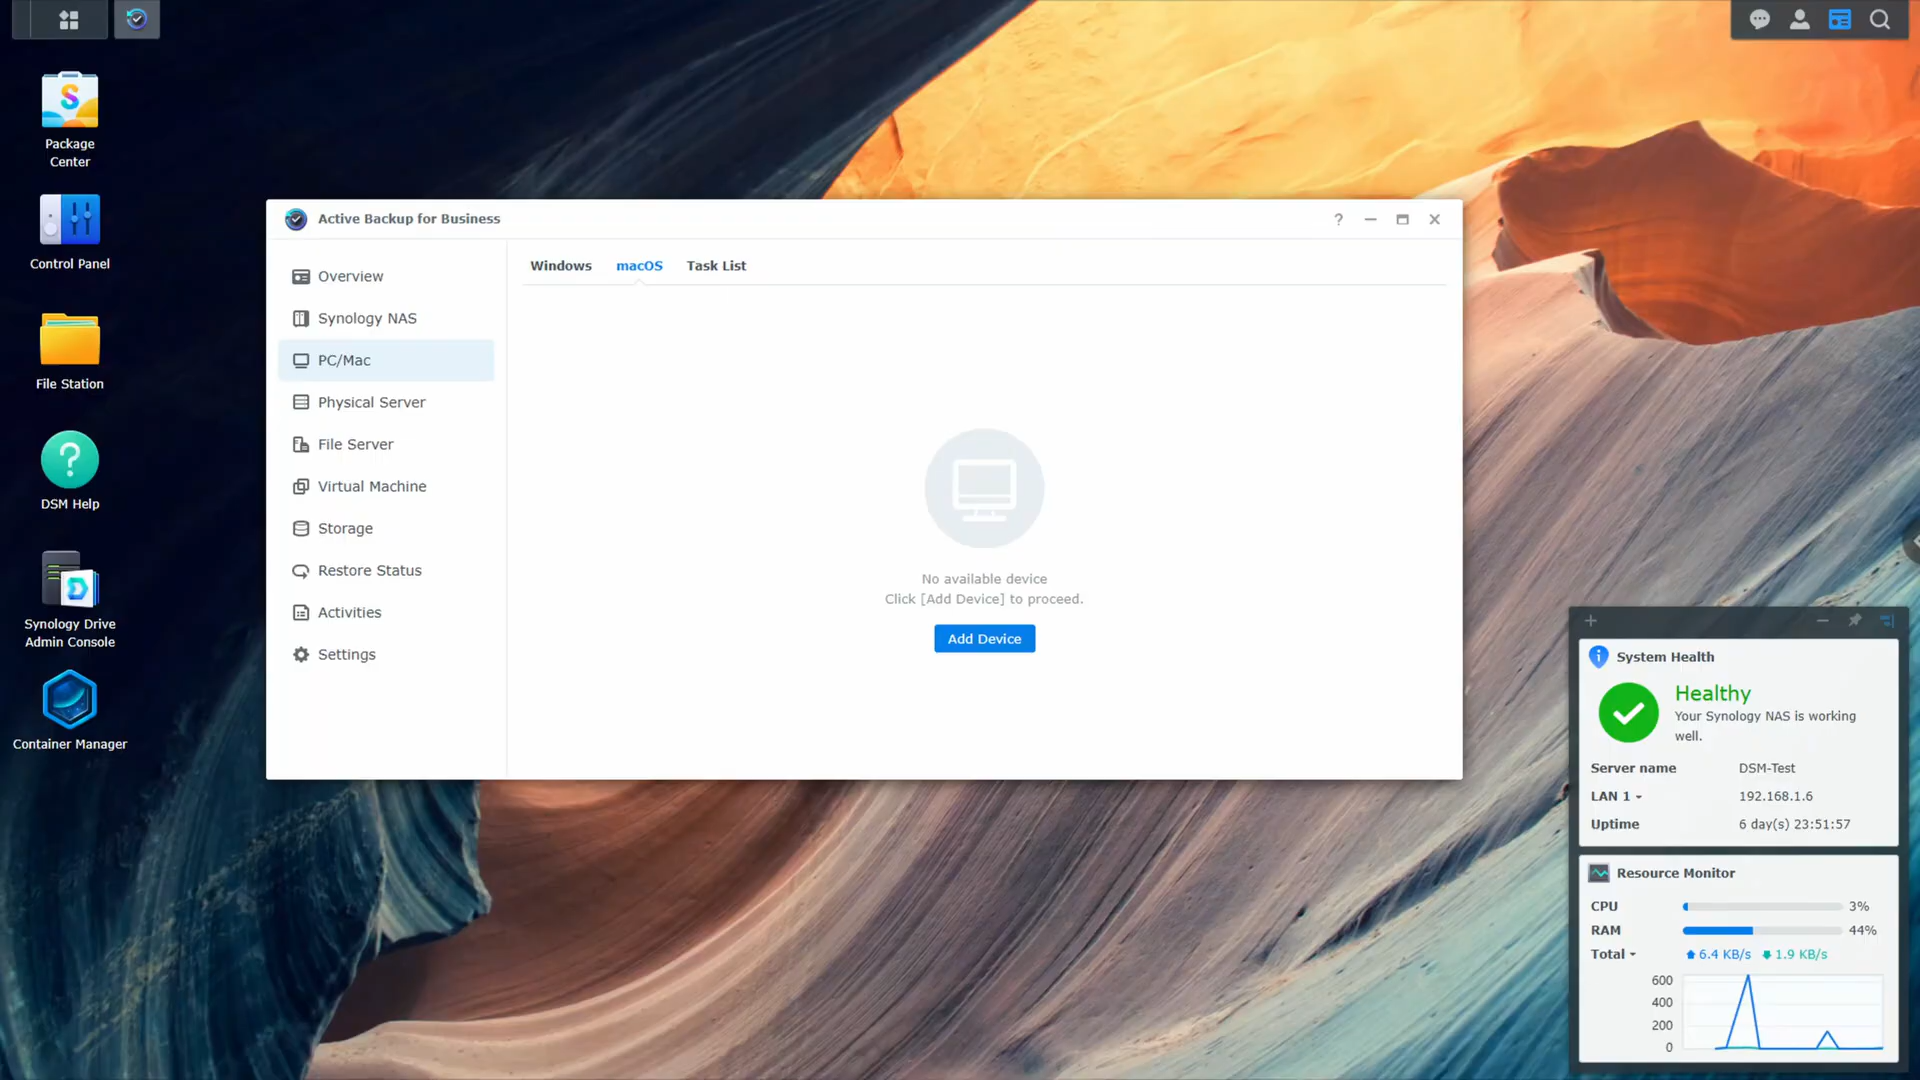 Package
Center
Control Panel
File Station
DSM Help
Synology Drive
Admin Console
Container Manager
Active Backup for Business
Overview
Synology NAS
PC/Mac
Physical Server
File Server
Virtual Machine
Storage
Restore Status
Activities
Settings
Windows macOS Task List
No available device
Click [Add Device] to proceed.
Add Device
System Health
Healthy
Your Synology NAS is working
well.
Server name DSM-Test
LAN 1 192.168.1.6
Uptime 6 day(s) 23:51:57
Resource Monitor
CPU 3%
RAM 44%
Total 6.4 KB/s 1.9 KB/s
600
400
200
0